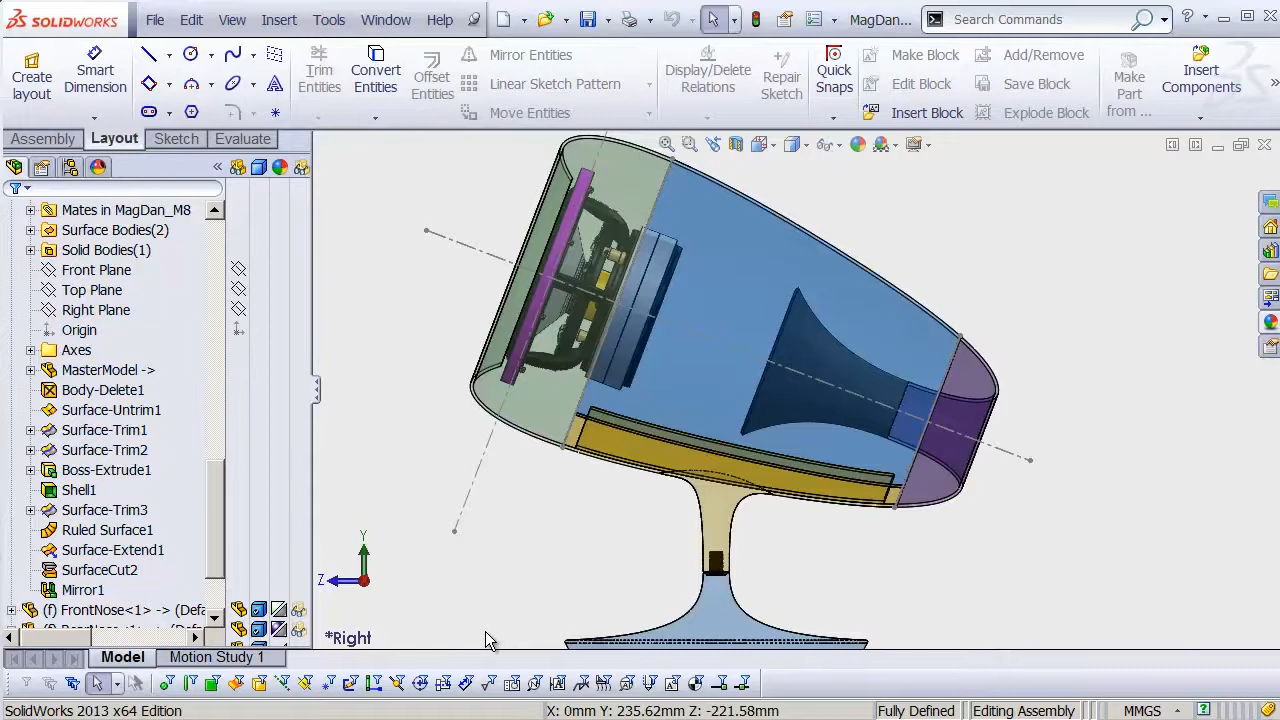 SOLIDWORKS File Edit View Insert Tools Window Help MagDan... Search Commands
Create layout
Smart Dimension
Trim Entities
Convert Entities
Offset Entities
Mirror Entities
Linear Sketch Pattern
Move Entities
Display/Delete Relations
Repair Sketch
Quick Snaps
Make Block
Edit Block
Insert Block
Add/Remove
Save Block
Explode Block
Make Part from ...
Insert Components
Assembly Layout Sketch Evaluate
Mates in MagDan_M8
Surface Bodies(2)
Solid Bodies(1)
Front Plane
Top Plane
Right Plane
Origin
Axes
MasterModel ->
Body-Delete1
Surface-Untrim1
Surface-Trim1
Surface-Trim2
Boss-Extrude1
Shell1
Surface-Trim3
Ruled Surface1
Surface-Extend1
SurfaceCut2
Mirror1
(f) FrontNose<1> -> (Defa
Y
Z
*Right
Model Motion Study 1
SolidWorks 2013 x64 Edition X: 0mm Y: 235.62mm Z: -221.58mm Fully Defined Editing Assembly MMGS